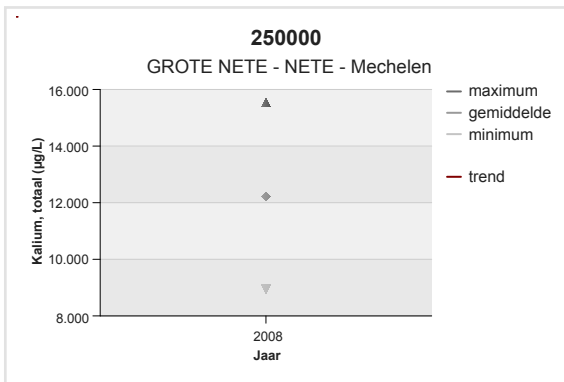 250000
GROTE NETE - NETE - Mechelen
Kalium, totaal (µg/L)
16.000
14.000
12.000
10.000
8.000
2008
Jaar
maximum
gemiddelde
minimum
trend